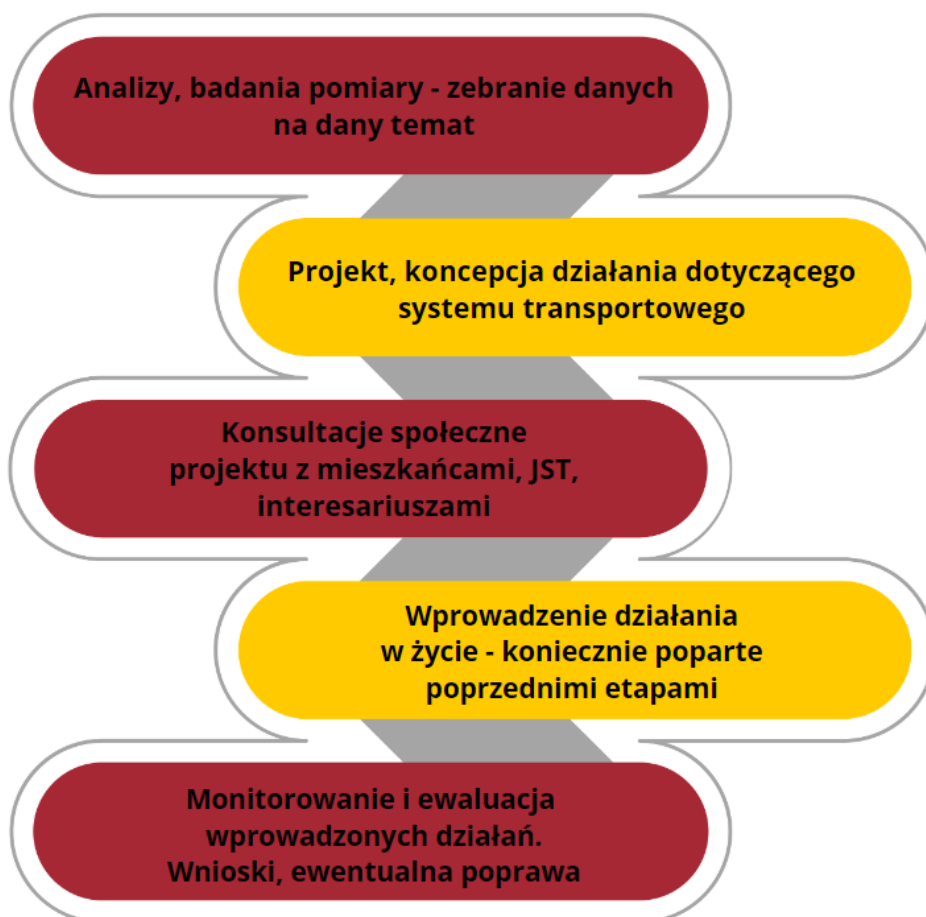 Analizy, badania pomiary - zebranie danych
na dany temat
Projekt, koncepcja działania dotyczącego
systemu transportowego
Konsultacje społeczne
projektu z mieszkańcami, JST,
interesariuszami
Wprowadzenie działania
w życie - koniecznie poparte
poprzednimi etapami
Monitorowanie i ewaluacja
wprowadzonych działań.
Wnioski, ewentualna poprawa